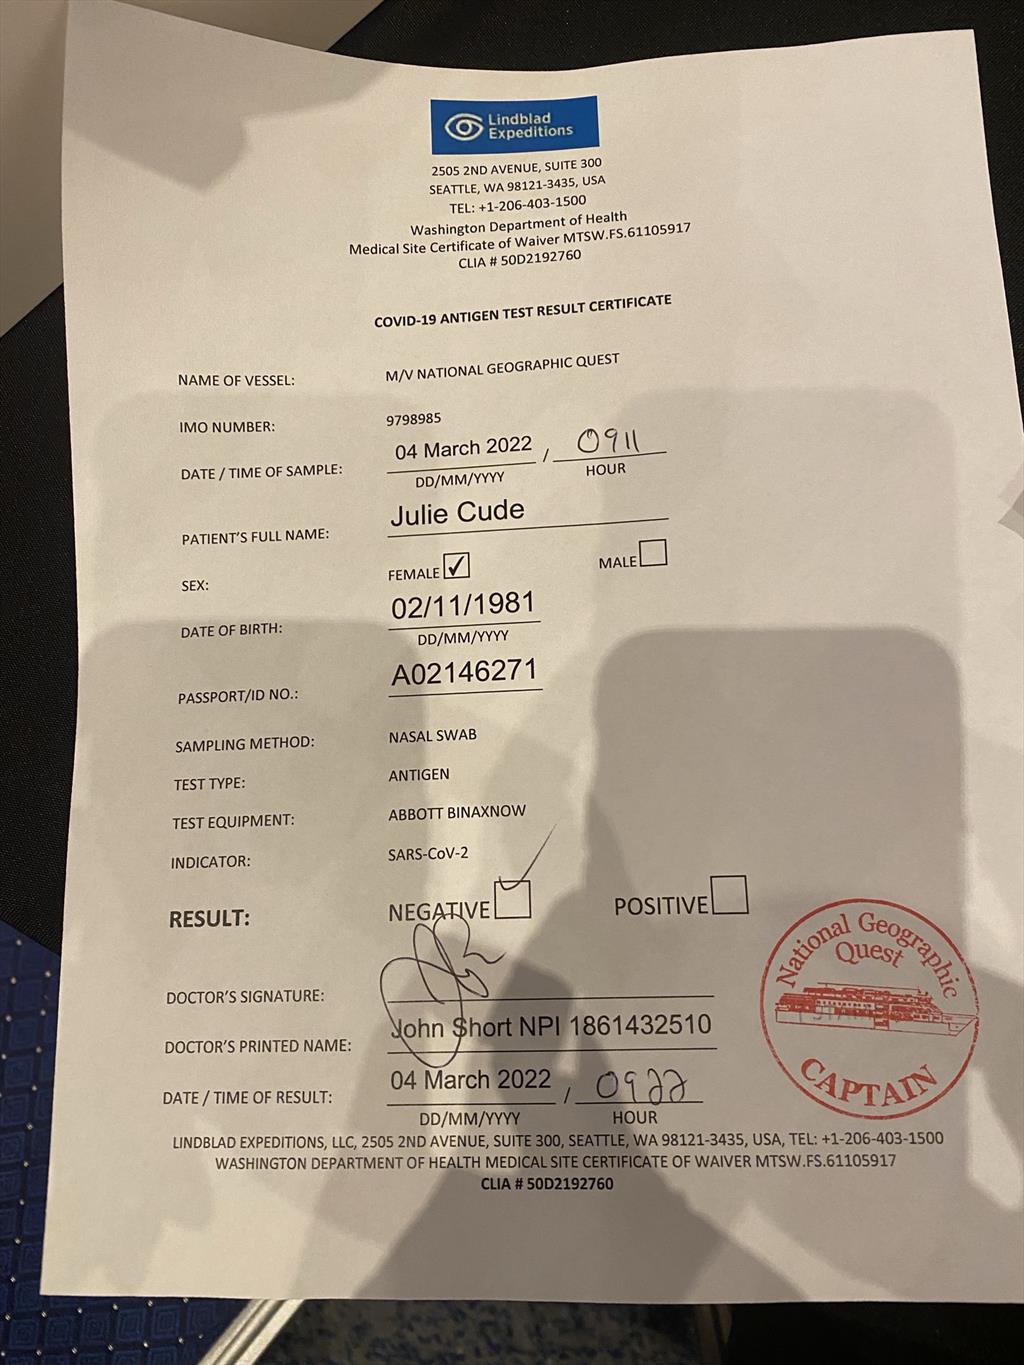 Lindblad
Expeditions
2505 2ND AVENUE, SUITE 300
SEATTLE, WA 98121-3435, USA
TEL: +1-206-403-1500
Washington Department of Health
Medical Site Certificate of Waiver MTSW.FS.61105917
CLIA # 50D2192760
COVID-19 ANTIGEN TEST RESULT CERTIFICATE
NAME OF VESSEL: M/V NATIONAL GEOGRAPHIC QUEST
IMO NUMBER: 9798985
DATE / TIME OF SAMPLE: 04 March 2022 / 0911
DD/MM/YYYY HOUR
PATIENT'S FULL NAME: Julie Cude
SEX: FEMALE ✓ MALE
DATE OF BIRTH: 02/11/1981
DD/MM/YYYY
PASSPORT/ID NO.: A02146271
SAMPLING METHOD: NASAL SWAB
TEST TYPE: ANTIGEN
TEST EQUIPMENT: ABBOTT BINAXNOW
INDICATOR: SARS-CoV-2
RESULT: NEGATIVE ✓ POSITIVE
DOCTOR'S SIGNATURE:
DOCTOR'S PRINTED NAME: John Short NPI 1861432510
DATE / TIME OF RESULT: 04 March 2022 / 0922
DD/MM/YYYY HOUR
National Geographic
Quest
CAPTAIN
LINDBLAD EXPEDITIONS, LLC, 2505 2ND AVENUE, SUITE 300, SEATTLE, WA 98121-3435, USA, TEL: +1-206-403-1500
WASHINGTON DEPARTMENT OF HEALTH MEDICAL SITE CERTIFICATE OF WAIVER MTSW.FS.61105917
CLIA # 50D2192760